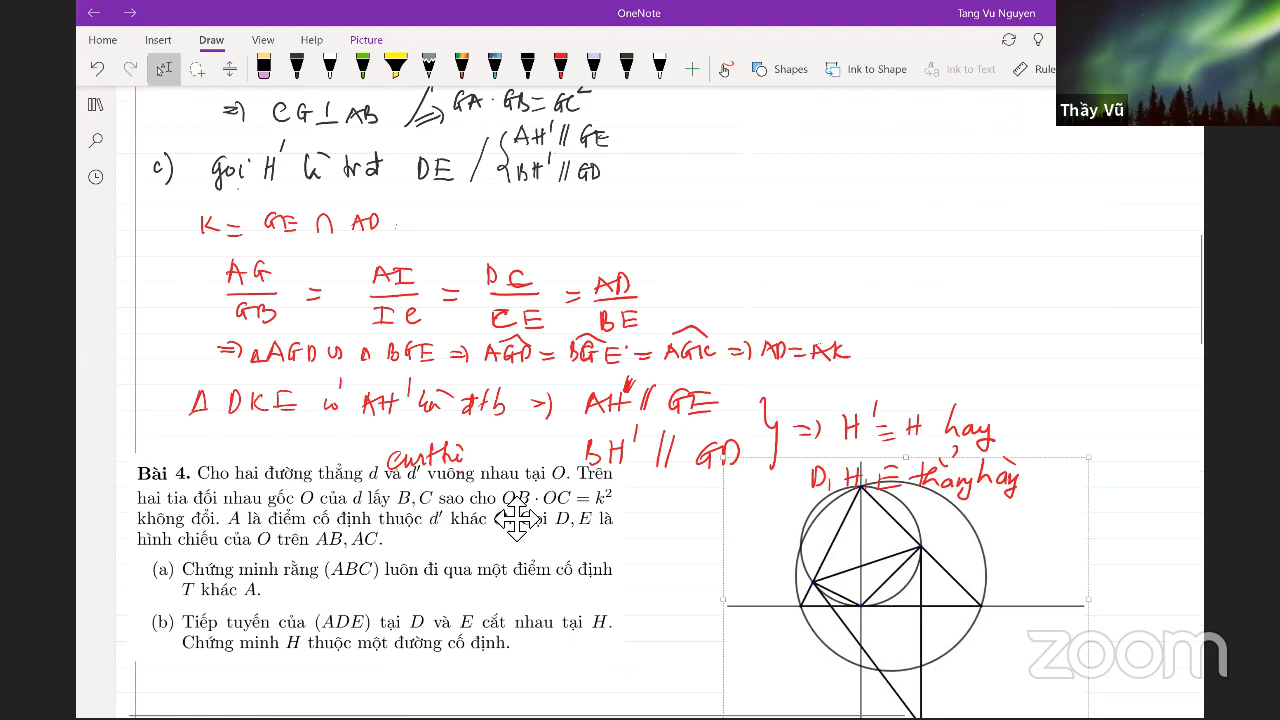 OneNote
Tang Vu Nguyen
Home Insert Draw View Help Picture
Shapes Ink to Shape Ink to Text Rule
Thầy Vũ
=> CG ⊥ AB // => GA · GB = GC²
c) gọi H' là DE / { AH' // GE
BH' // GD
K = GE ∩ AD
AG/GB = AI/IC = DC/CE = AD/BE
=> ΔAGD ∽ ΔBGE => AGD = BGE = AGK => AD = AK
Δ DKE có AH' là đtb => AH' // GE
BH' // GD } => H' ≡ H hay
D, H, E thẳng hàng
Bài 4. Cho hai đường thẳng d và d′ vuông nhau tại O. Trên
hai tia đối nhau gốc O của d lấy B, C sao cho OB · OC = k²
không đổi. A là điểm cố định thuộc d′ khác D, E là
hình chiếu của O trên AB, AC.
(a) Chứng minh rằng (ABC) luôn đi qua một điểm cố định
T khác A.
(b) Tiếp tuyến của (ADE) tại D và E cắt nhau tại H.
Chứng minh H thuộc một đường cố định.
zoom